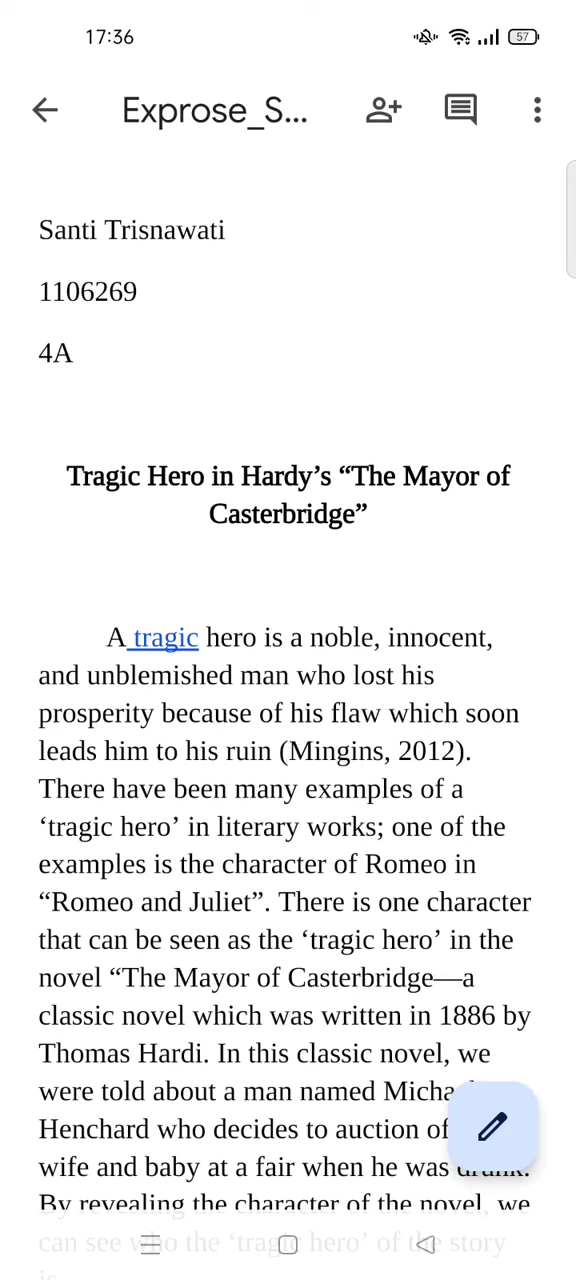 17:36
57
Exprose_S...
Santi Trisnawati
1106269
4A
Tragic Hero in Hardy’s “The Mayor of
Casterbridge”
A tragic hero is a noble, innocent,
and unblemished man who lost his
prosperity because of his flaw which soon
leads him to his ruin (Mingins, 2012).
There have been many examples of a
‘tragic hero’ in literary works; one of the
examples is the character of Romeo in
“Romeo and Juliet”. There is one character
that can be seen as the ‘tragic hero’ in the
novel “The Mayor of Casterbridge—a
classic novel which was written in 1886 by
Thomas Hardi. In this classic novel, we
were told about a man named
Henchard who decides to auction
wife and baby at a fair when he was drunk.
By revealing the character of the novel, we
can see who the ‘tragic hero’ of the story
is